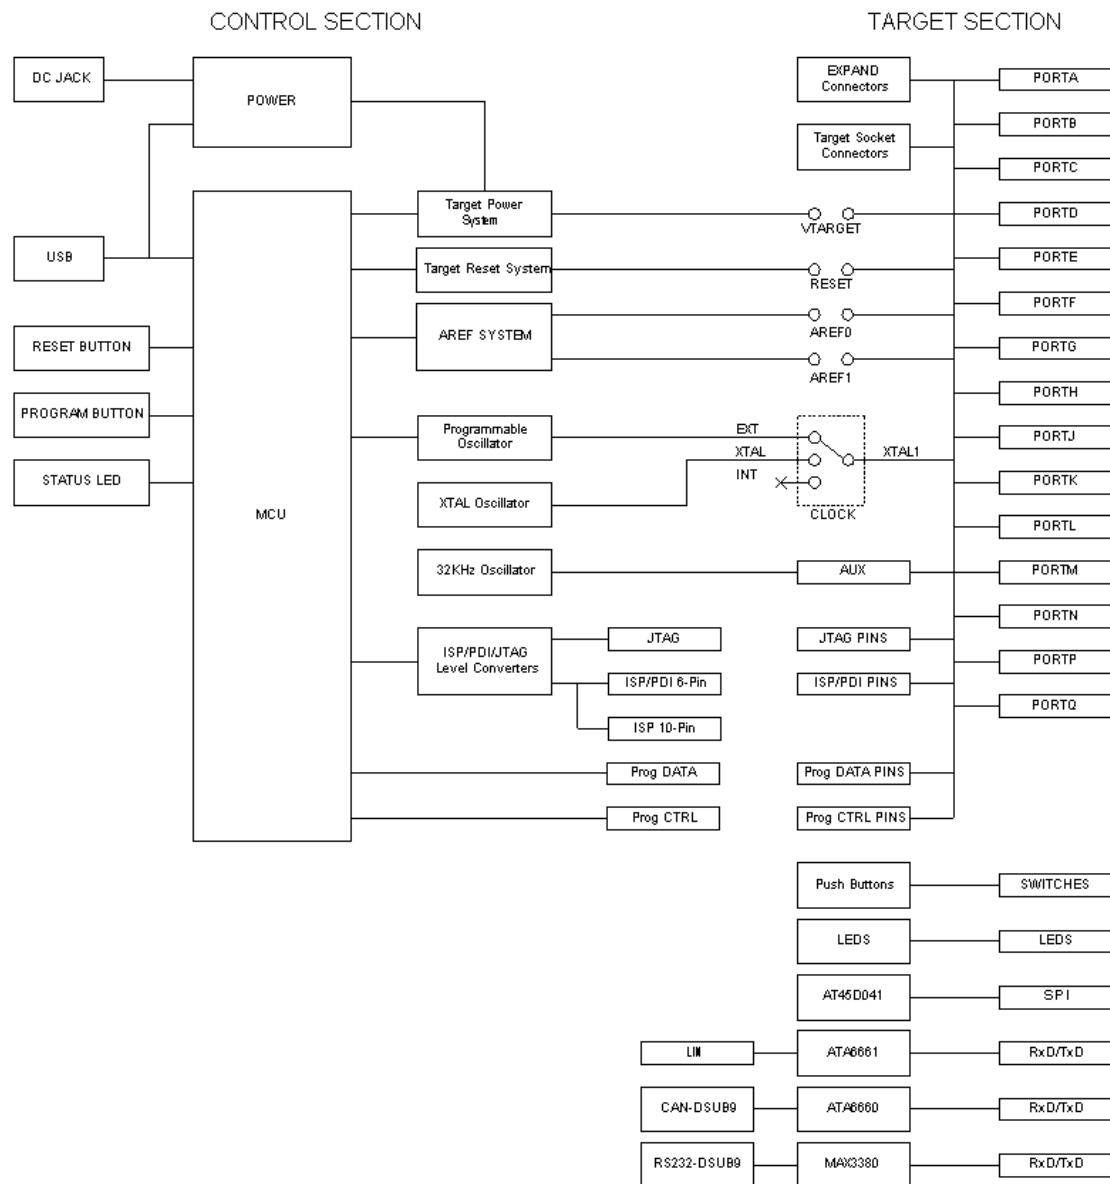 CONTROL SECTION
TARGET SECTION
DC JACK
POWER
EXPAND
Connectors
PORTA
PORTB
Target Socket
Connectors
PORTC
Target Power
System
VTARGET
PORTD
USB
PORTE
Target Reset System
RESET
PORTF
AREF SYSTEM
AREF0
RESET BUTTON
PORTG
AREF1
PORTH
PROGRAM BUTTON
Programmable
Oscillator
EXT
PORTJ
XTAL
XTAL1
INT
STATUS LED
PORTK
XTAL Oscillator
CLOCK
MCU
PORTL
32KHz Oscillator
AUX
PORTM
PORTN
ISP/PDI/JTAG
Level Converters
JTAG
JTAG PINS
PORTP
ISP/PDI 6-Pin
ISP/PDI PINS
PORTQ
ISP 10-Pin
Prog DATA
Prog DATA PINS
Prog CTRL
Prog CTRL PINS
Push Buttons
SWITCHES
LEDS
LEDS
AT45D041
SPI
LIN
ATA6661
RxD/TxD
CAN-DSUB9
ATA6660
RxD/TxD
RS232-DSUB9
MAX3380
RxD/TxD